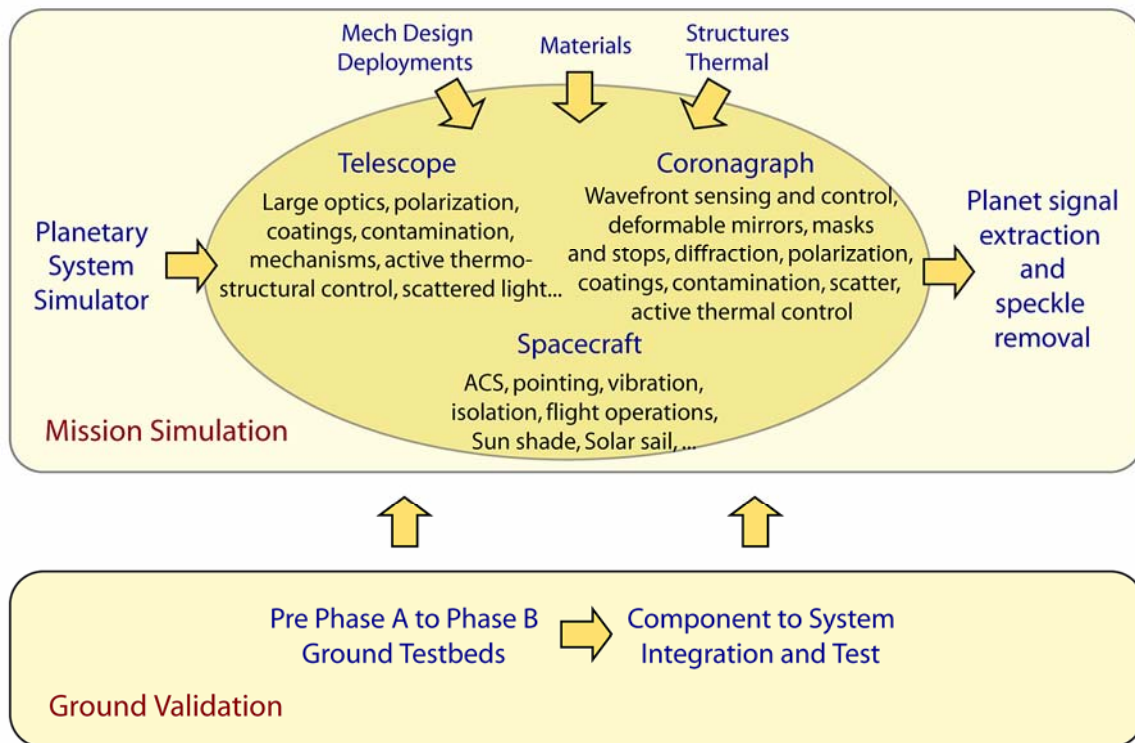 Mech Design
Deployments
Materials
Structures
Thermal
Planetary
System
Simulator
Telescope
Large optics, polarization,
coatings, contamination,
mechanisms, active thermo-
structural control, scattered light...
Coronagraph
Wavefront sensing and control,
deformable mirrors, masks
and stops, diffraction, polarization,
coatings, contamination, scatter,
active thermal control
Spacecraft
ACS, pointing, vibration,
isolation, flight operations,
Sun shade, Solar sail, ...
Planet signal
extraction
and
speckle
removal
Mission Simulation
Pre Phase A to Phase B
Ground Testbeds
Component to System
Integration and Test
Ground Validation